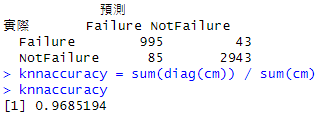 預測
實際 Failure NotFailure
Failure 995 43
NotFailure 85 2943
> knnaccuracy = sum(diag(cm)) / sum(cm)
> knnaccuracy
[1] 0.9685194